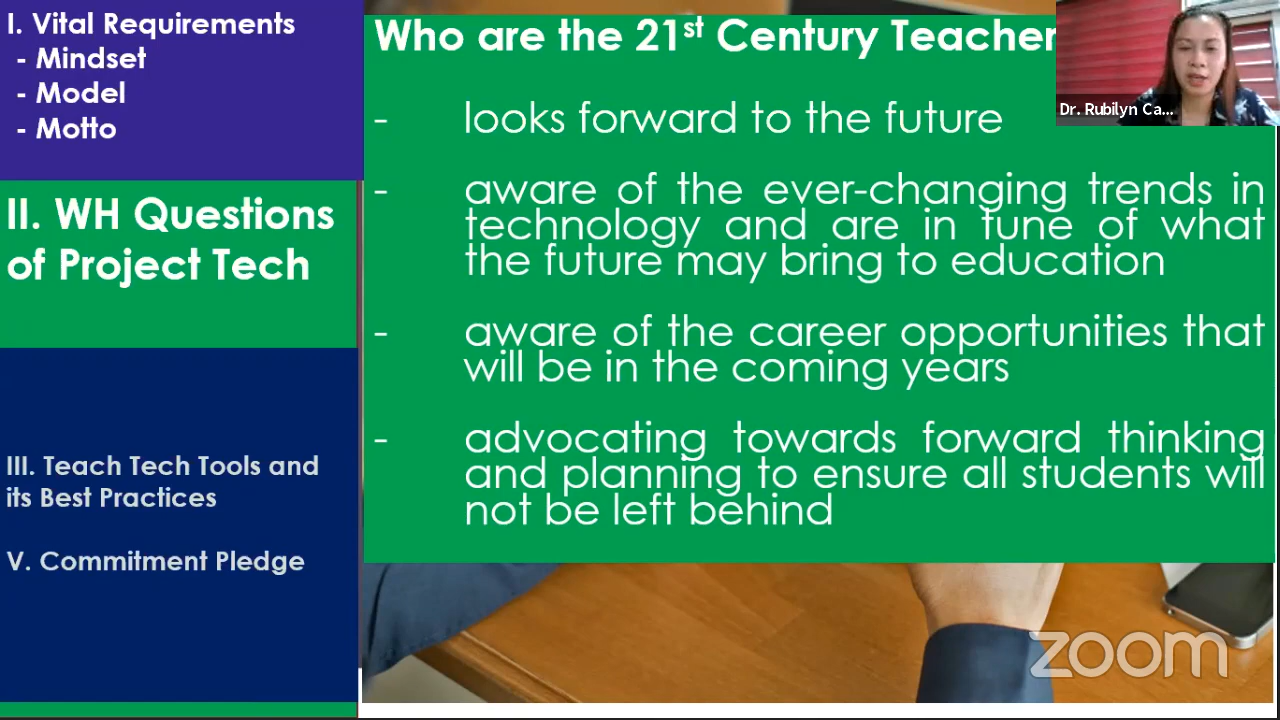 I. Vital Requirements
- Mindset
- Model
- Motto
II. WH Questions
of Project Tech
III. Teach Tech Tools and
its Best Practices
V. Commitment Pledge
Who are the 21st Century Teacher
- looks forward to the future
- aware of the ever-changing trends in
technology and are in tune of what
the future may bring to education
- aware of the career opportunities that
will be in the coming years
- advocating towards forward thinking
and planning to ensure all students will
not be left behind
Dr. Rubilyn Ca...
zoom